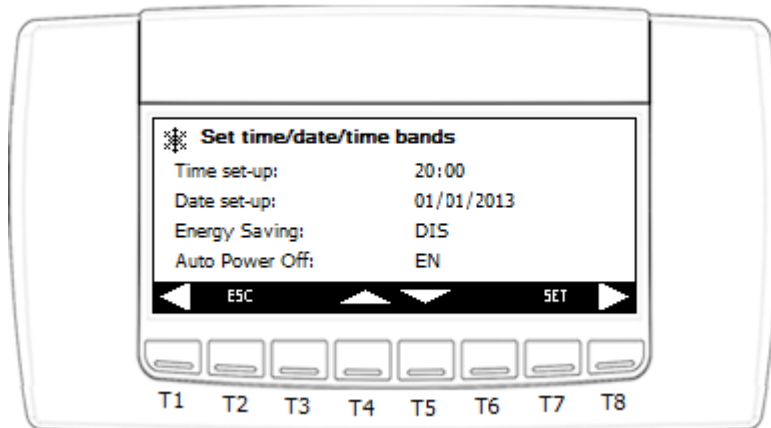 Set time/date/time bands
Time set-up: 20:00
Date set-up: 01/01/2013
Energy Saving: DIS
Auto Power Off: EN
ESC SET
T1 T2 T3 T4 T5 T6 T7 T8